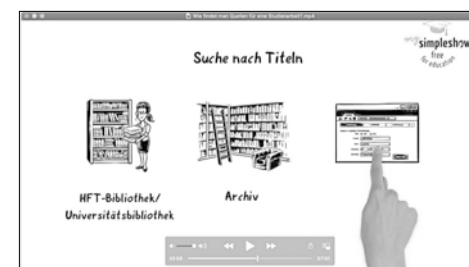 Wie findet man Quellen für eine Studienarbeit?.mp4
my simpleshow
free
for education
Suche nach Titeln
HFT-Bibliothek/
Universitätsbibliothek
Archiv